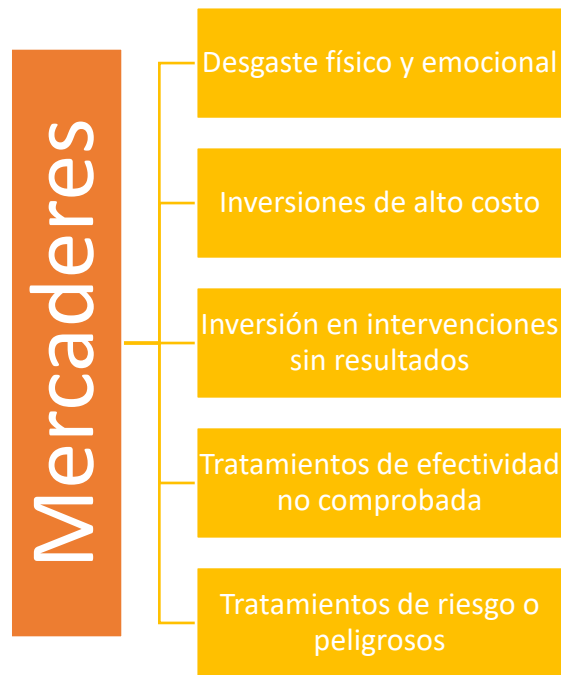 Mercaderes
Desgaste físico y emocional
Inversiones de alto costo
Inversión en intervenciones
sin resultados
Tratamientos de efectividad
no comprobada
Tratamientos de riesgo o
peligrosos